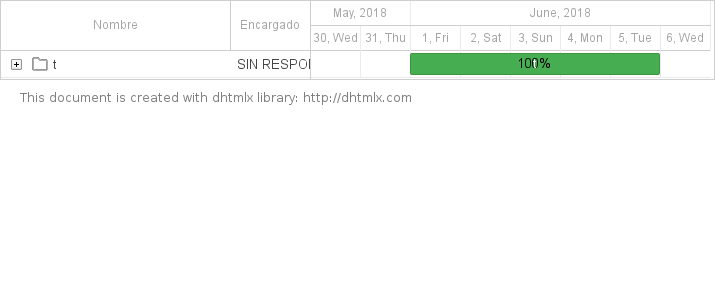 Nombre Encargado May, 2018 June, 2018
30, Wed 31, Thu 1, Fri 2, Sat 3, Sun 4, Mon 5, Tue 6, Wed
t SIN RESPO 100%
This document is created with dhtmlx library: http://dhtmlx.com